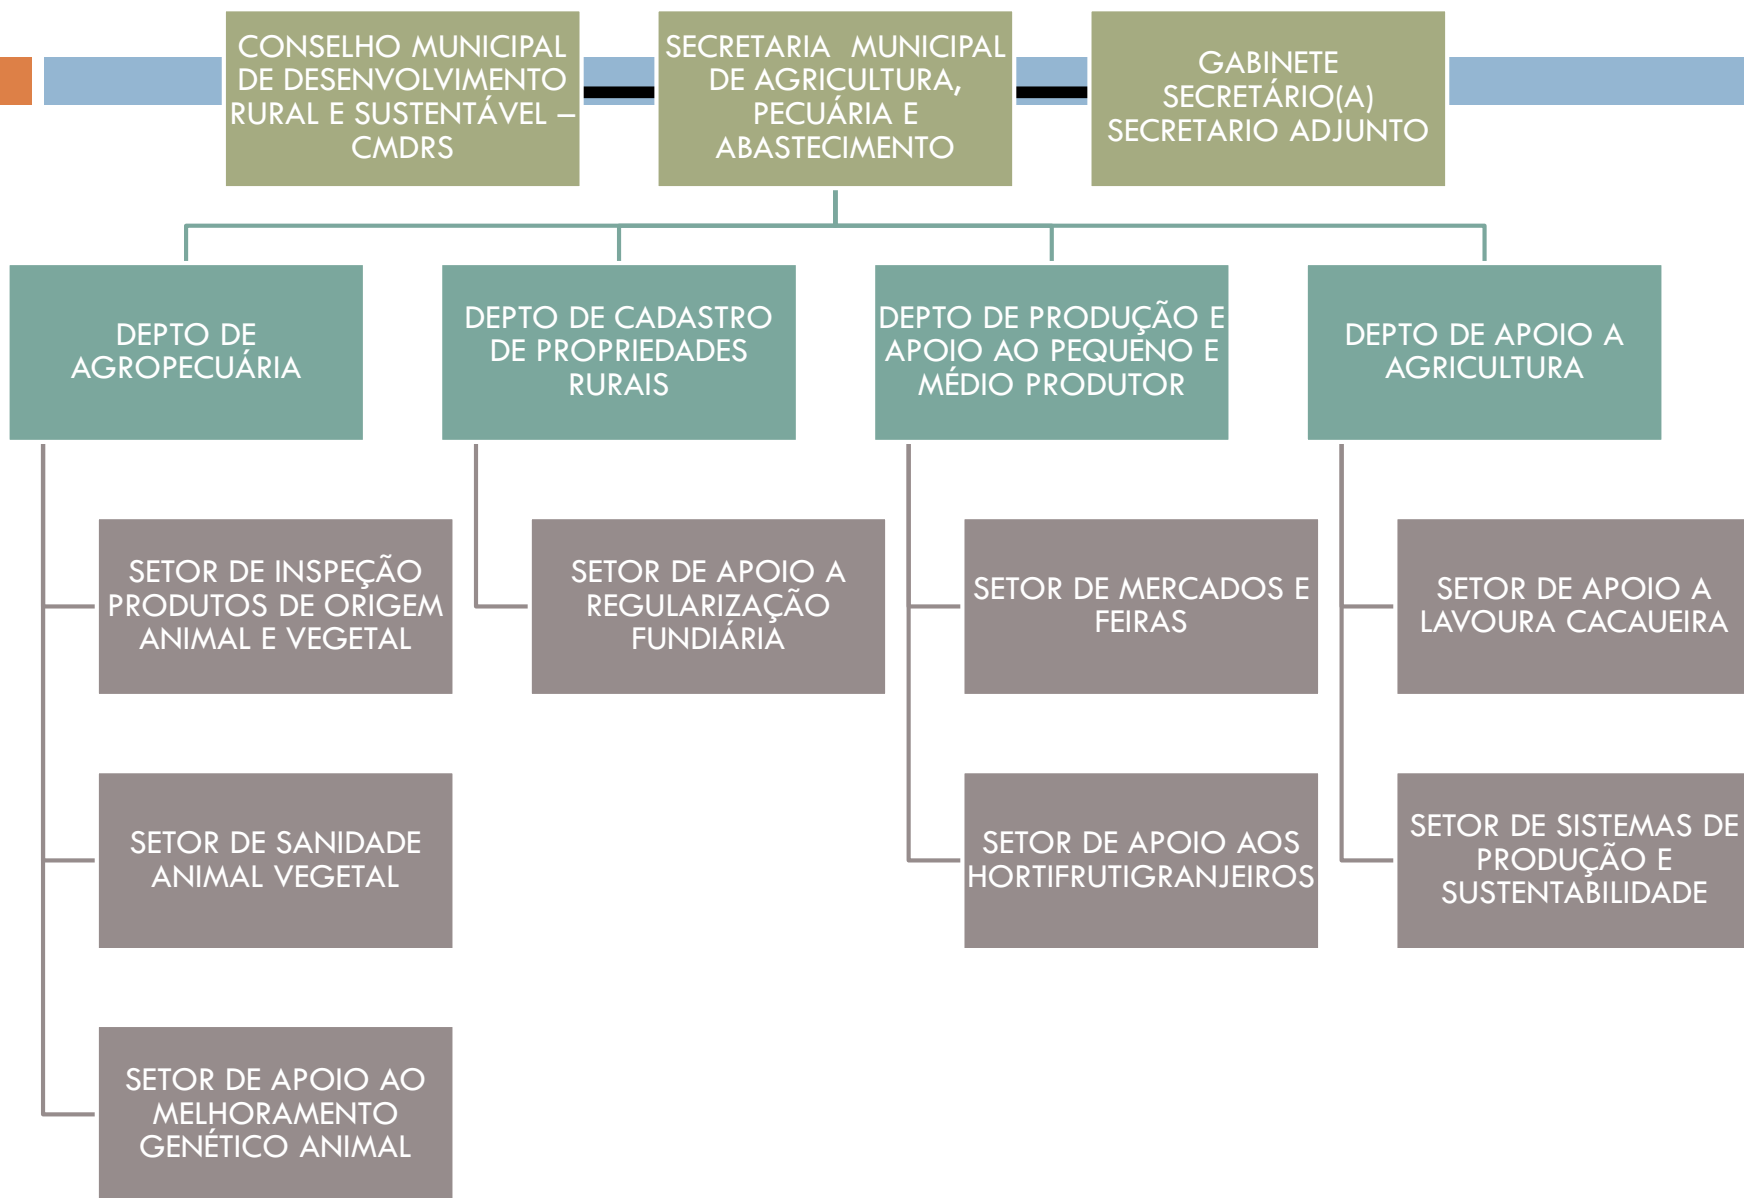 CONSELHO MUNICIPAL
DE DESENVOLVIMENTO
RURAL E SUSTENTÁVEL –
CMDRS
SECRETARIA MUNICIPAL
DE AGRICULTURA,
PECUÁRIA E
ABASTECIMENTO
GABINETE
SECRETÁRIO(A)
SECRETARIO ADJUNTO
DEPTO DE
AGROPECUÁRIA
DEPTO DE CADASTRO
DE PROPRIEDADES
RURAIS
DEPTO DE PRODUÇÃO E
APOIO AO PEQUENO E
MÉDIO PRODUTOR
DEPTO DE APOIO A
AGRICULTURA
SETOR DE INSPEÇÃO
PRODUTOS DE ORIGEM
ANIMAL E VEGETAL
SETOR DE APOIO A
REGULARIZAÇÃO
FUNDIÁRIA
SETOR DE MERCADOS E
FEIRAS
SETOR DE APOIO A
LAVOURA CACAUEIRA
SETOR DE SANIDADE
ANIMAL VEGETAL
SETOR DE APOIO AOS
HORTIFRUTIGRANJEIROS
SETOR DE SISTEMAS DE
PRODUÇÃO E
SUSTENTABILIDADE
SETOR DE APOIO AO
MELHORAMENTO
GENÉTICO ANIMAL